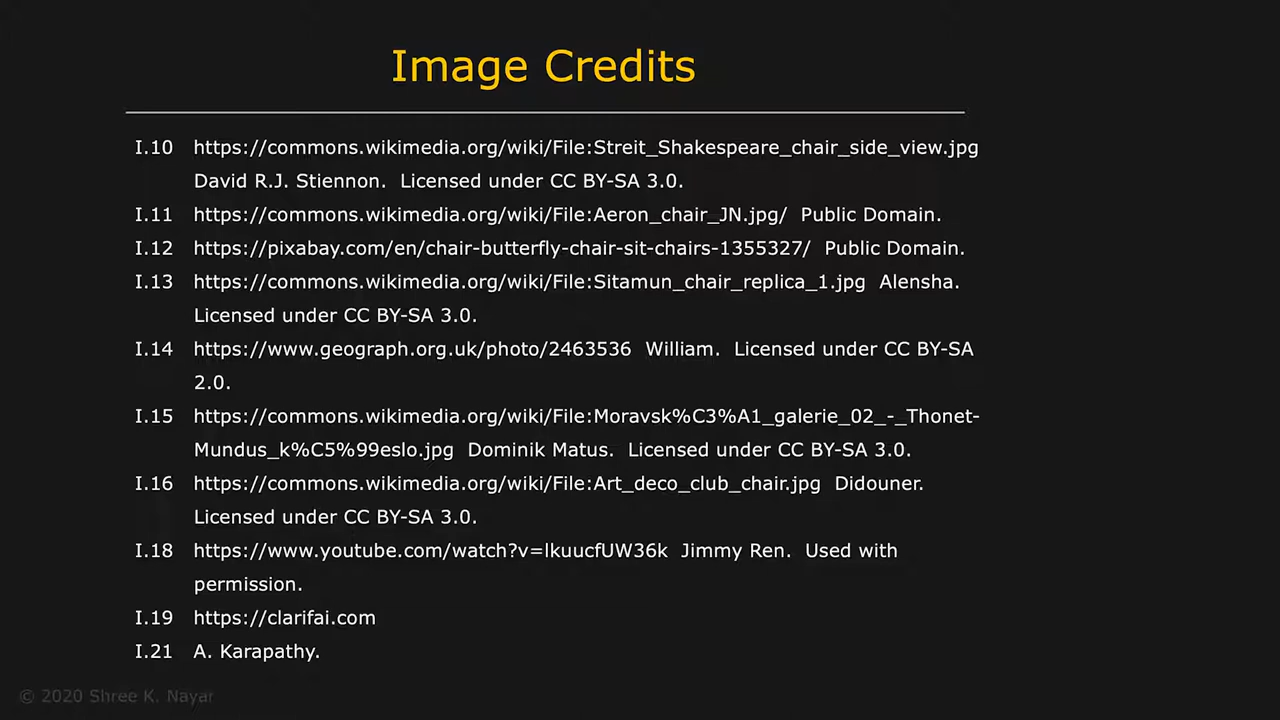 Image Credits
I.10 https://commons.wikimedia.org/wiki/File:Streit_Shakespeare_chair_side_view.jpg
David R.J. Stiennon. Licensed under CC BY-SA 3.0.
I.11 https://commons.wikimedia.org/wiki/File:Aeron_chair_JN.jpg/ Public Domain.
I.12 https://pixabay.com/en/chair-butterfly-chair-sit-chairs-1355327/ Public Domain.
I.13 https://commons.wikimedia.org/wiki/File:Sitamun_chair_replica_1.jpg Alensha.
Licensed under CC BY-SA 3.0.
I.14 https://www.geograph.org.uk/photo/2463536 William. Licensed under CC BY-SA
2.0.
I.15 https://commons.wikimedia.org/wiki/File:Moravsk%C3%A1_galerie_02_-_Thonet-
Mundus_k%C5%99eslo.jpg Dominik Matus. Licensed under CC BY-SA 3.0.
I.16 https://commons.wikimedia.org/wiki/File:Art_deco_club_chair.jpg Didouner.
Licensed under CC BY-SA 3.0.
I.18 https://www.youtube.com/watch?v=lkuucfUW36k Jimmy Ren. Used with
permission.
I.19 https://clarifai.com
I.21 A. Karapathy.
© 2020 Shree K. Nayar